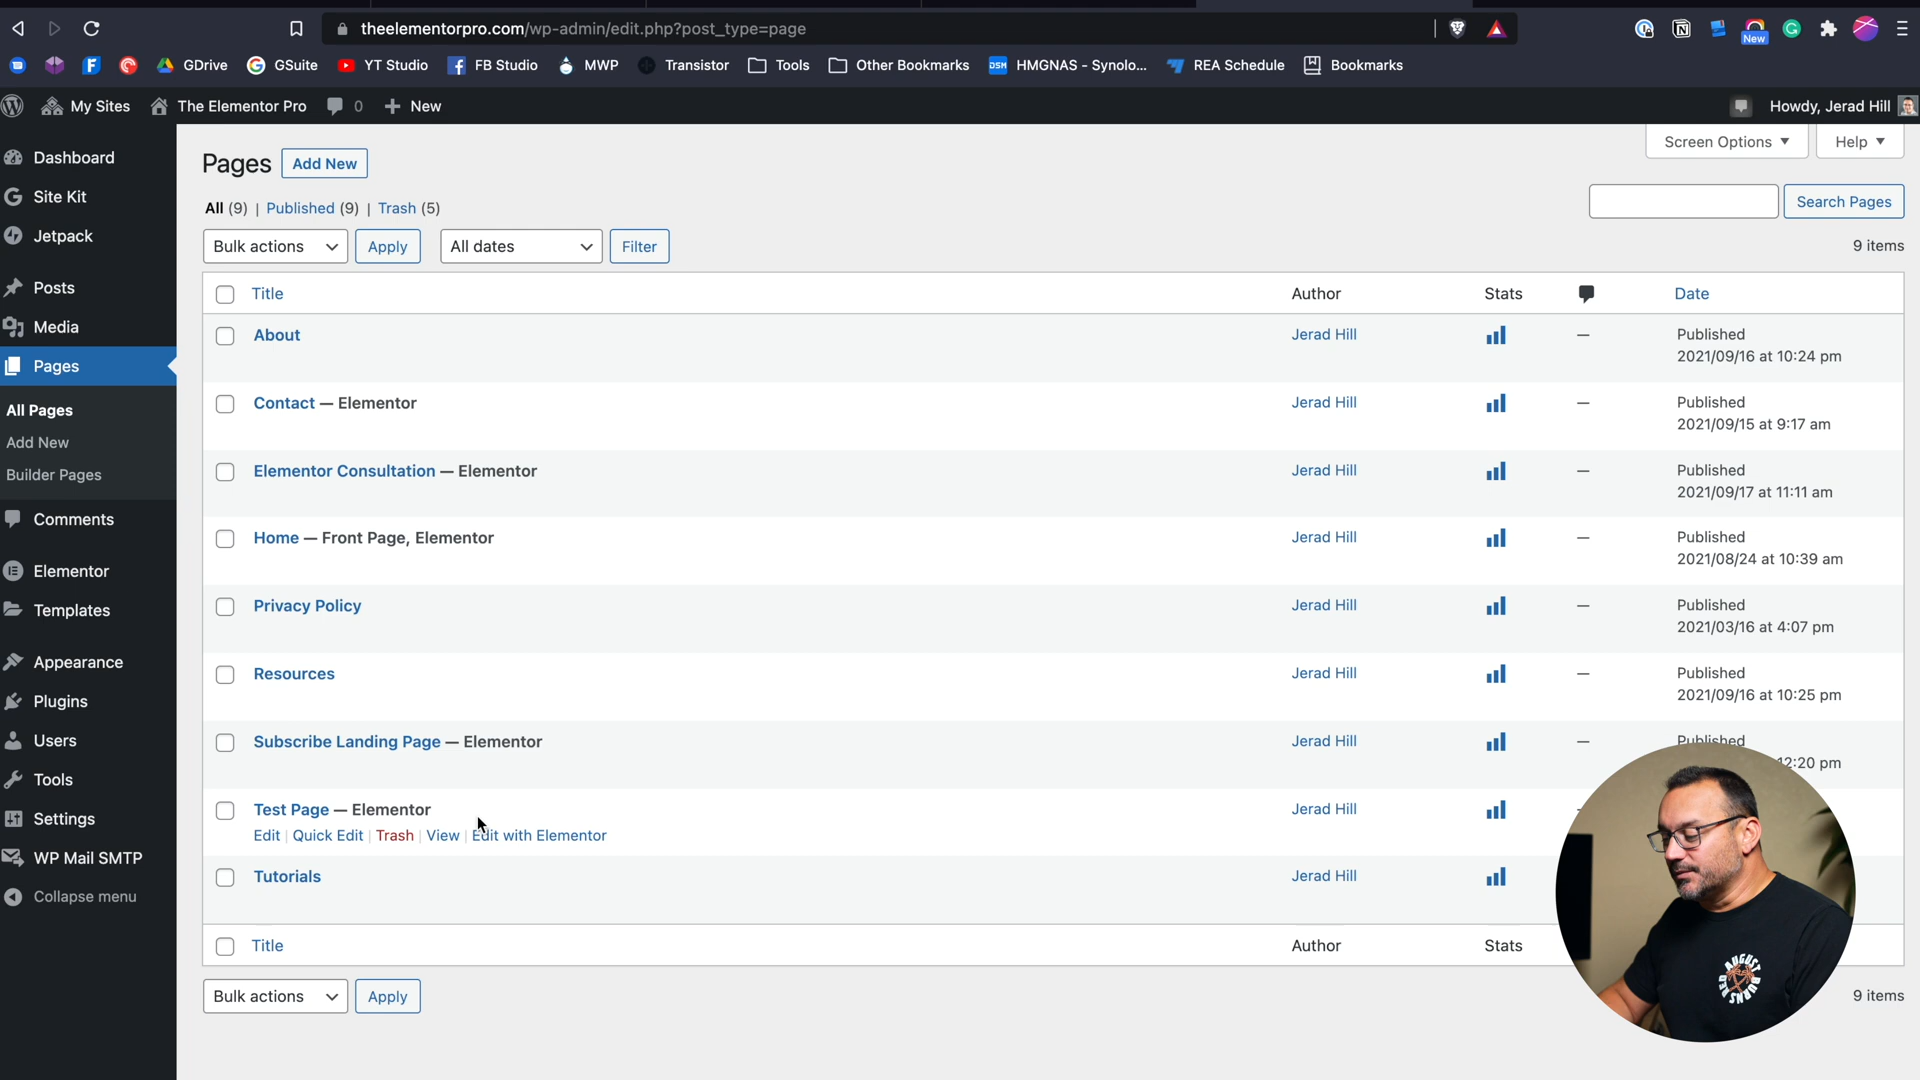 theelementorpro.com/wp-admin/edit.php?post_type=page
New
GDrive GSuite YT Studio FB Studio MWP Transistor Tools Other Bookmarks HMGNAS - Synolo... REA Schedule Bookmarks
My Sites The Elementor Pro 0 + New Howdy, Jerad Hill
Screen Options Help
Dashboard
Site Kit
Jetpack
Posts
Media
Pages
All Pages
Add New
Builder Pages
Comments
Elementor
Templates
Appearance
Plugins
Users
Tools
Settings
WP Mail SMTP
Collapse menu
Pages Add New
All (9) | Published (9) | Trash (5)
Search Pages
Bulk actions Apply All dates Filter
9 items
Title Author Stats Date
About Jerad Hill — Published
2021/09/16 at 10:24 pm
Contact — Elementor Jerad Hill — Published
2021/09/15 at 9:17 am
Elementor Consultation — Elementor Jerad Hill — Published
2021/09/17 at 11:11 am
Home — Front Page, Elementor Jerad Hill — Published
2021/08/24 at 10:39 am
Privacy Policy Jerad Hill — Published
2021/03/16 at 4:07 pm
Resources Jerad Hill — Published
2021/09/16 at 10:25 pm
Subscribe Landing Page — Elementor Jerad Hill — Published
12:20 pm
Test Page — Elementor Jerad Hill
Edit | Quick Edit | Trash | View | Edit with Elementor
Tutorials Jerad Hill
Title Author Stats
Bulk actions Apply
9 items
AUGUST
BURNS
RED